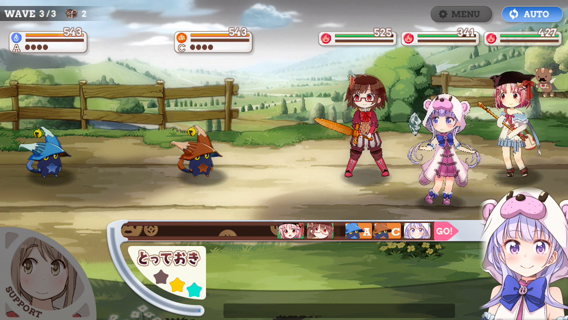 WAVE 3/3 2
MENU
AUTO
543
A
543
C
525
341
427
A
C
GO!
とっておき
SUPPORT